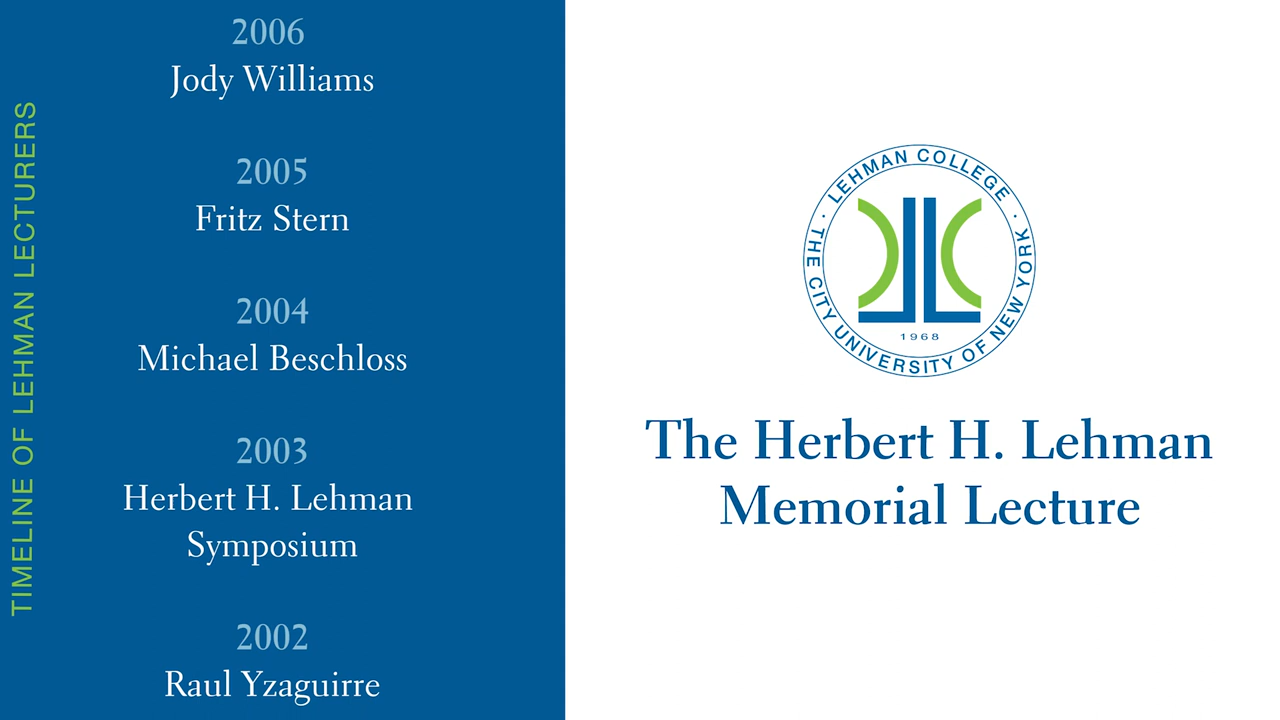 TIMELINE OF LEHMAN LECTURERS
2006
Jody Williams
2005
Fritz Stern
2004
Michael Beschloss
2003
Herbert H. Lehman
Symposium
2002
Raul Yzaguirre
· LEHMAN COLLEGE ·
THE CITY UNIVERSITY OF NEW YORK
1968
The Herbert H. Lehman
Memorial Lecture